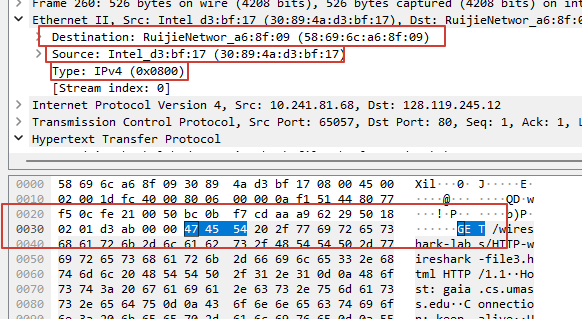 Frame 260: 526 bytes on wire (4208 bits), 526 bytes captured (4208 bits) on int
Ethernet II, Src: Intel_d3:bf:17 (30:89:4a:d3:bf:17), Dst: RuijieNetwor_a6:8f:0
Destination: RuijieNetwor_a6:8f:09 (58:69:6c:a6:8f:09)
Source: Intel_d3:bf:17 (30:89:4a:d3:bf:17)
Type: IPv4 (0x0800)
[Stream index: 0]
Internet Protocol Version 4, Src: 10.241.81.68, Dst: 128.119.245.12
Transmission Control Protocol, Src Port: 65057, Dst Port: 80, Seq: 1, Ack: 1, L
Hypertext Transfer Protocol
0000 58 69 6c a6 8f 09 30 89 4a d3 bf 17 08 00 45 00 Xil···0· J·····E·
0010 02 00 1d fc 40 00 80 06 00 00 0a f1 51 44 80 77 ····@··· ····QD·w
0020 f5 0c fe 21 00 50 bc 0b f7 cd aa a9 62 29 50 18 ···!·P·· ····b)P·
0030 02 01 d3 ab 00 00 47 45 54 20 2f 77 69 72 65 73 ······GE T /wires
68 61 72 6b 2d 6c 61 62 73 2f 48 54 54 50 2d 77 hark-lab s/HTTP-w
69 72 65 73 68 61 72 6b 2d 66 69 6c 65 33 2e 68 ireshark -file3.h
74 6d 6c 20 48 54 54 50 2f 31 2e 31 0d 0a 48 6f tml HTTP /1.1··Ho
73 74 3a 20 67 61 69 61 2e 63 73 2e 75 6d 61 73 st: gaia .cs.umas
73 2e 65 64 75 0d 0a 43 6f 6e 6e 65 63 74 69 6f s.edu··C onnectio